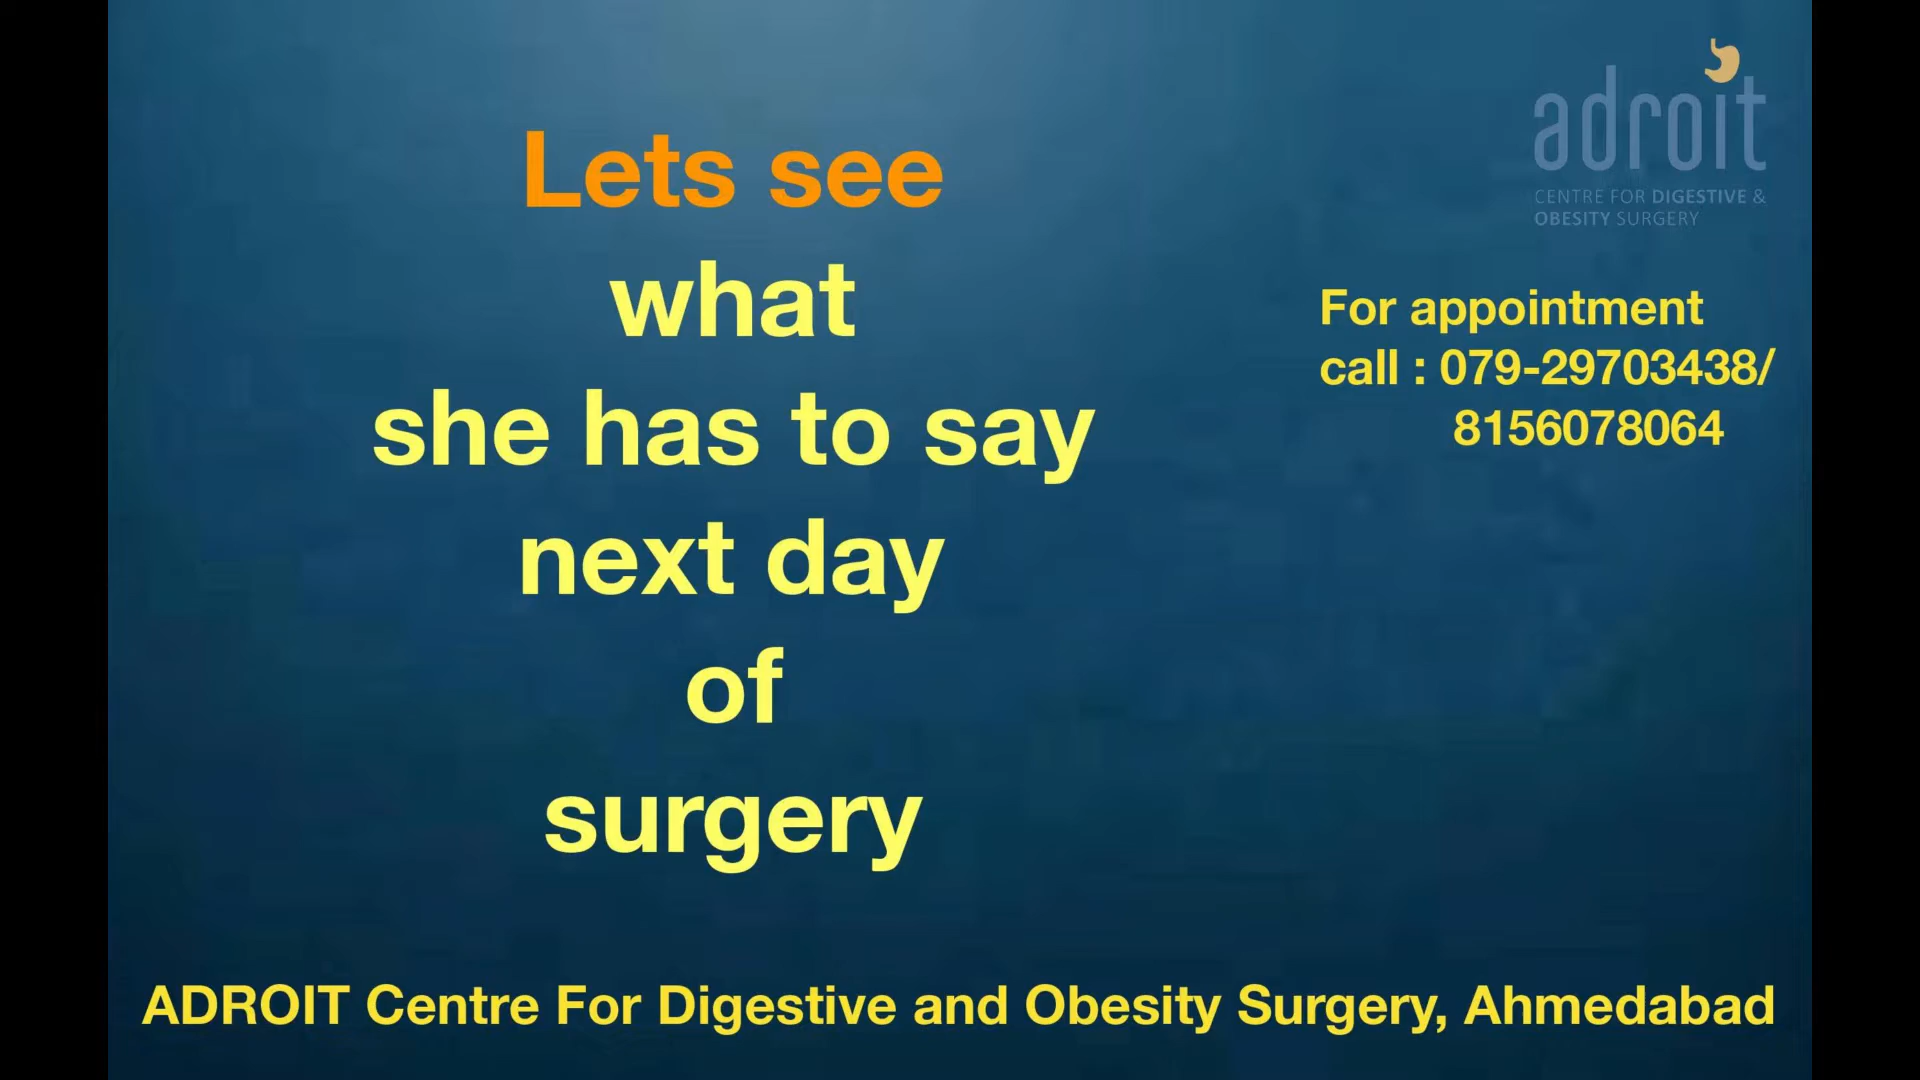 Lets see
what
she has to say
next day
of
surgery
adroit
CENTRE FOR DIGESTIVE &
OBESITY SURGERY
For appointment
call : 079-29703438/
8156078064
ADROIT Centre For Digestive and Obesity Surgery, Ahmedabad